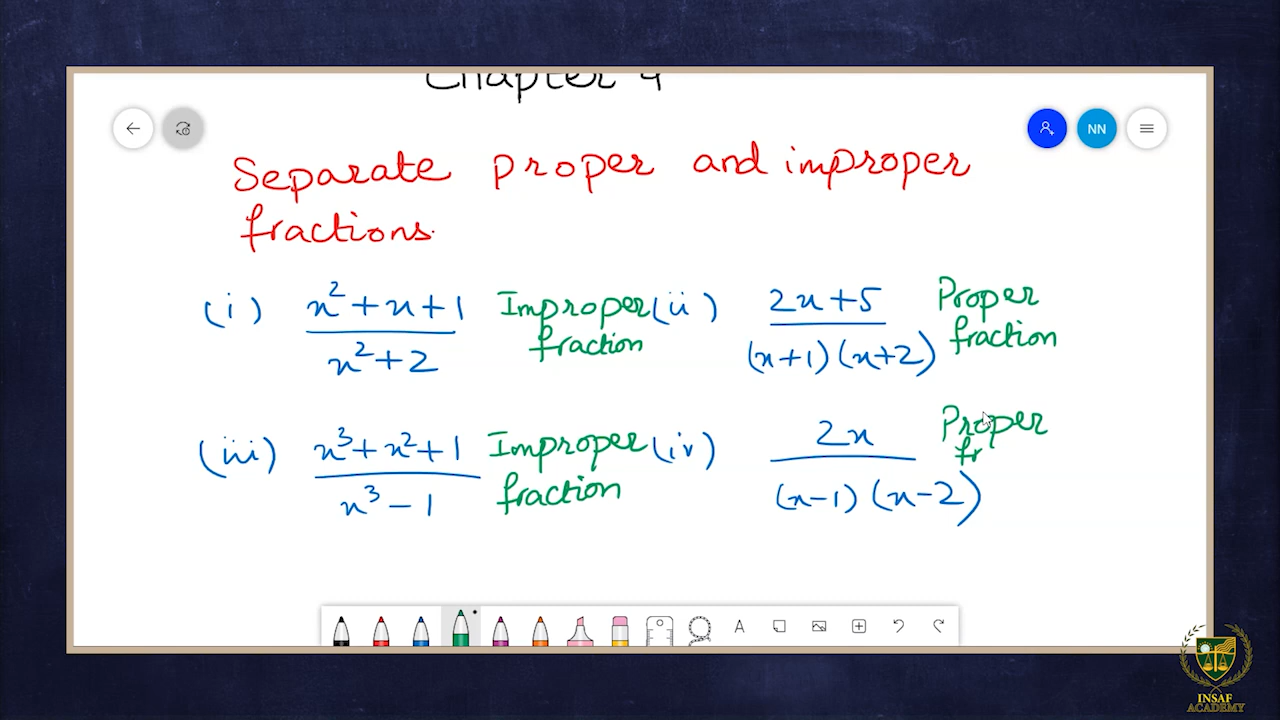 Chapter 4
NN
Separate proper and improper
fractions.
(i) x² + x + 1 / x² + 2 Improper fraction
(ii) 2x + 5 / (x+1)(x+2) Proper fraction
(iii) x³ + x² + 1 / x³ − 1 Improper fraction
(iv) 2x / (x−1)(x−2) Proper fr
A
INSAF
ACADEMY